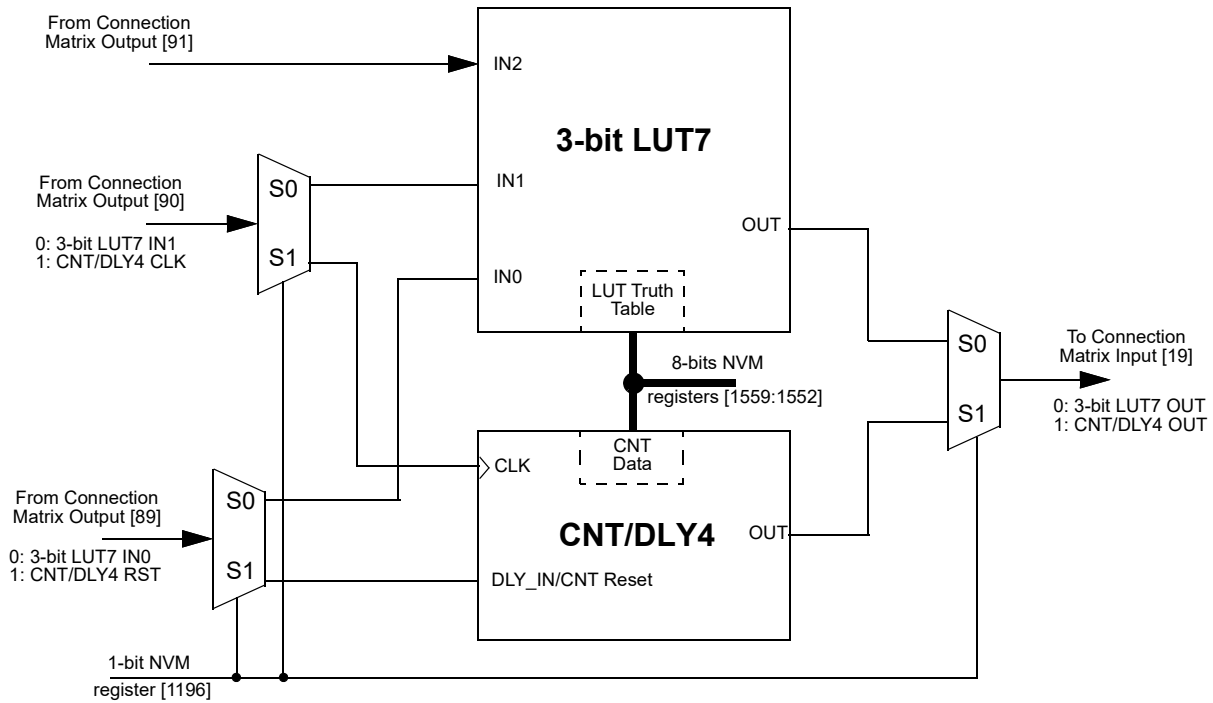 From Connection
Matrix Output [91]
IN2
3-bit LUT7
From Connection
Matrix Output [90]
S0
IN1
0: 3-bit LUT7 IN1
1: CNT/DLY4 CLK
S1
OUT
IN0
LUT Truth
Table
8-bits NVM
registers [1559:1552]
S0
S1
To Connection
Matrix Input [19]
0: 3-bit LUT7 OUT
1: CNT/DLY4 OUT
CNT
Data
CLK
From Connection
Matrix Output [89]
S0
0: 3-bit LUT7 IN0
1: CNT/DLY4 RST
S1
CNT/DLY4
OUT
DLY_IN/CNT Reset
1-bit NVM
register [1196]